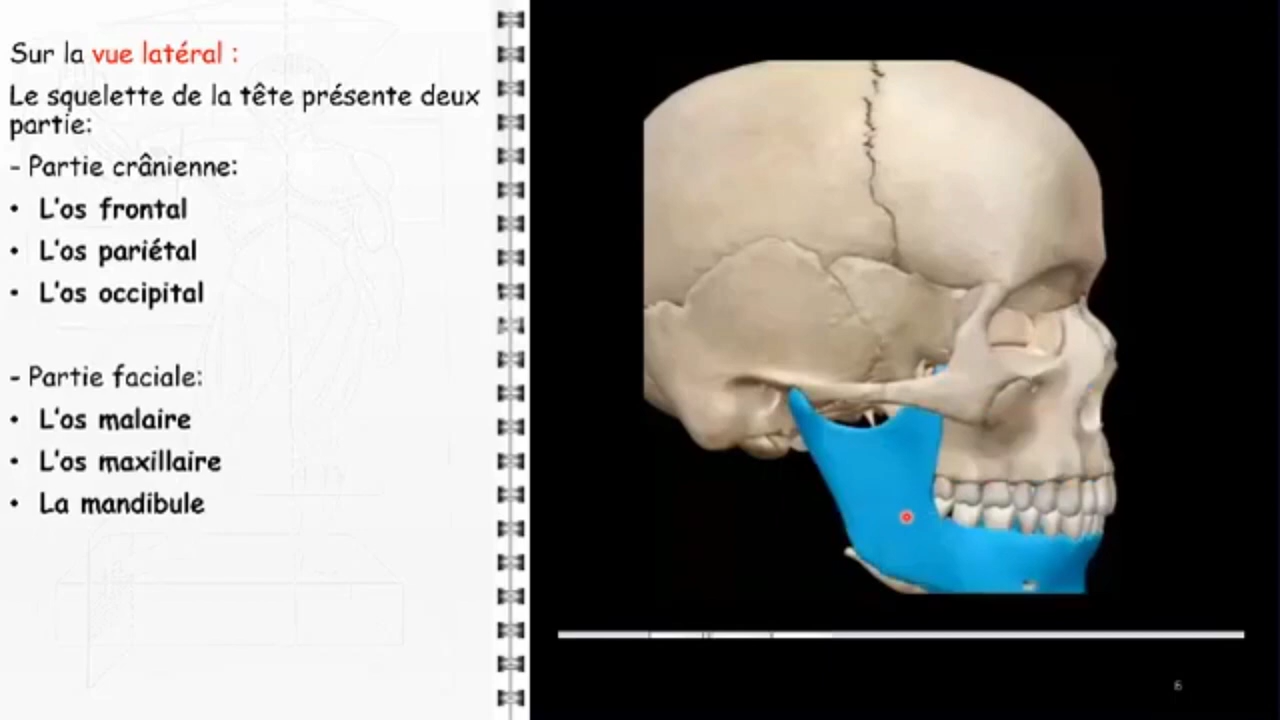 Sur la vue latéral :
Le squelette de la tête présente deux
partie:
- Partie crânienne:
• L'os frontal
• L'os pariétal
• L'os occipital
- Partie faciale:
• L'os malaire
• L'os maxillaire
• La mandibule
6